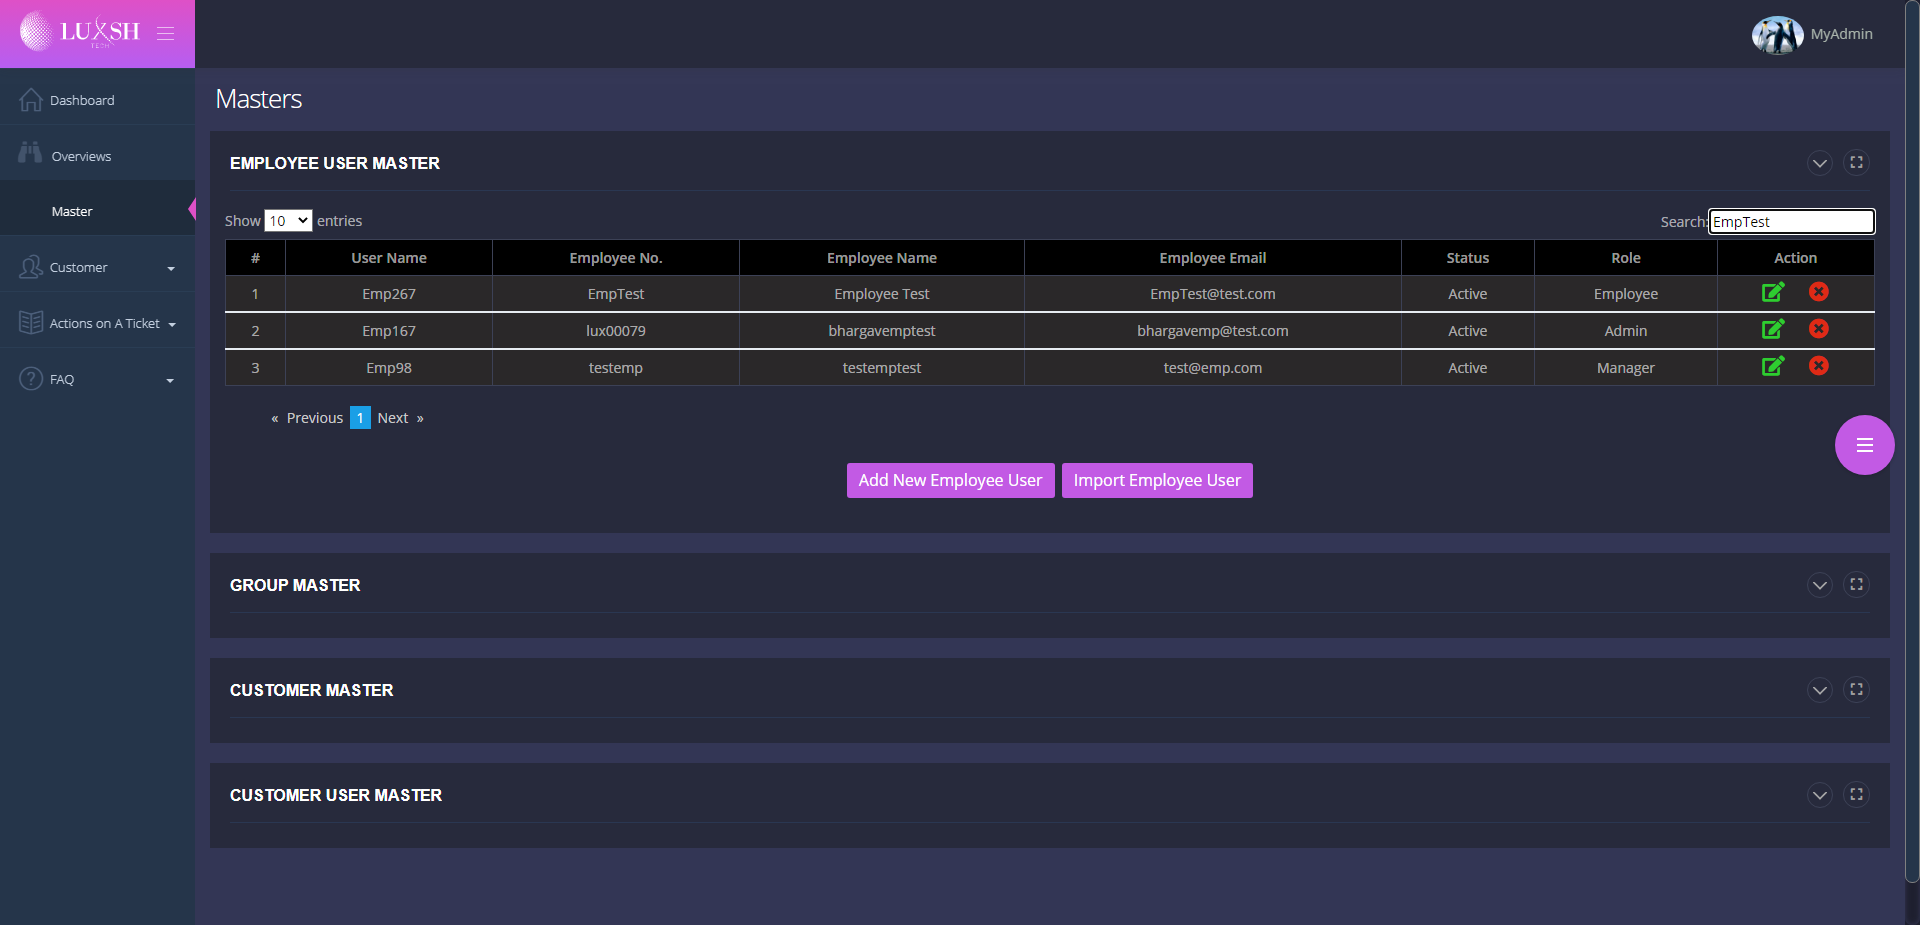 LUXSH
TECH
MyAdmin
Dashboard
Overviews
Master
Customer
Actions on A Ticket
FAQ
Masters
EMPLOYEE USER MASTER
Show 10 entries
Search: EmpTest
# User Name Employee No. Employee Name Employee Email Status Role Action
1 Emp267 EmpTest Employee Test EmpTest@test.com Active Employee
2 Emp167 lux00079 bhargavemptest bhargavemp@test.com Active Admin
3 Emp98 testemp testemptest test@emp.com Active Manager
« Previous 1 Next »
Add New Employee User Import Employee User
GROUP MASTER
CUSTOMER MASTER
CUSTOMER USER MASTER